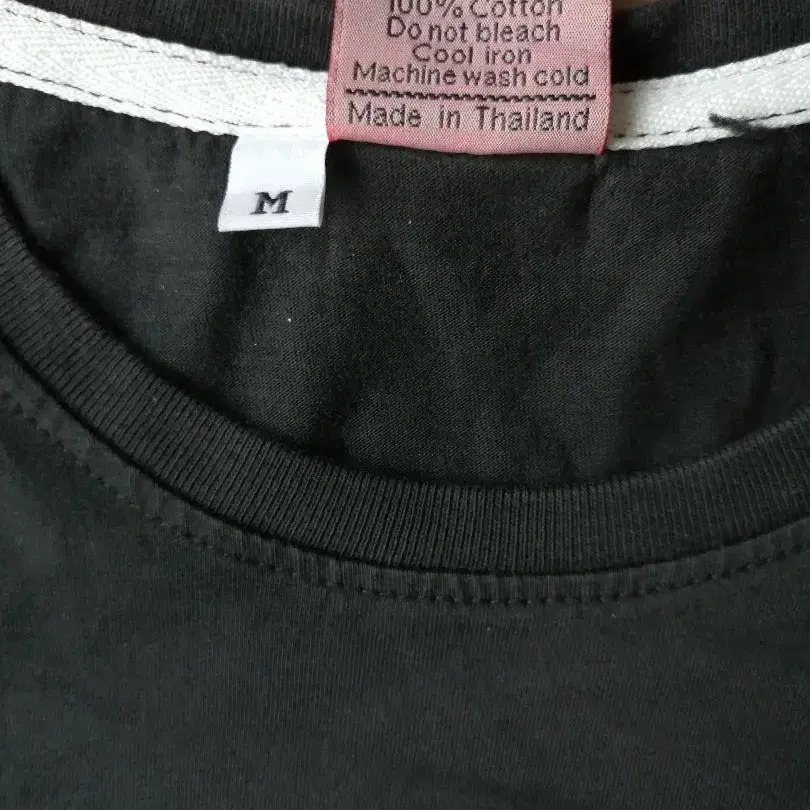 100% Cotton
Do not bleach
Cool iron
Machine wash cold
Made in Thailand
M